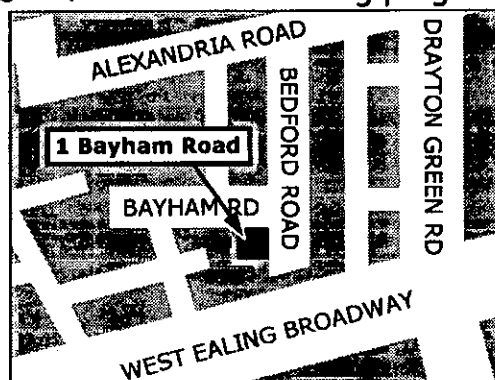 ALEXANDRIA ROAD
DRAYTON GREEN RD
BEDFORD ROAD
1 Bayham Road
BAYHAM RD
WEST EALING BROADWAY